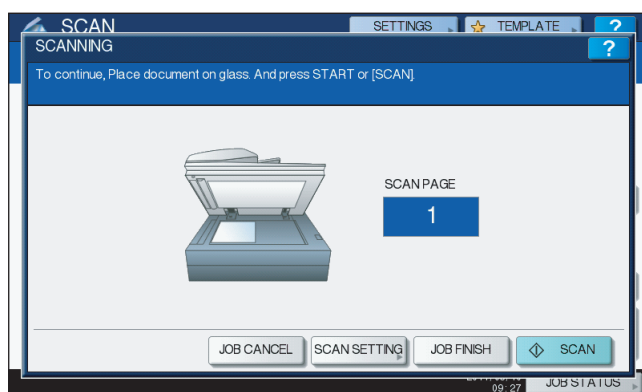 SCAN
SETTINGS
TEMPLATE
?
SCANNING
?
To continue, Place document on glass. And press START or [SCAN].
SCAN PAGE
1
JOB CANCEL
SCAN SETTING
JOB FINISH
SCAN
09:27
JOB STATUS